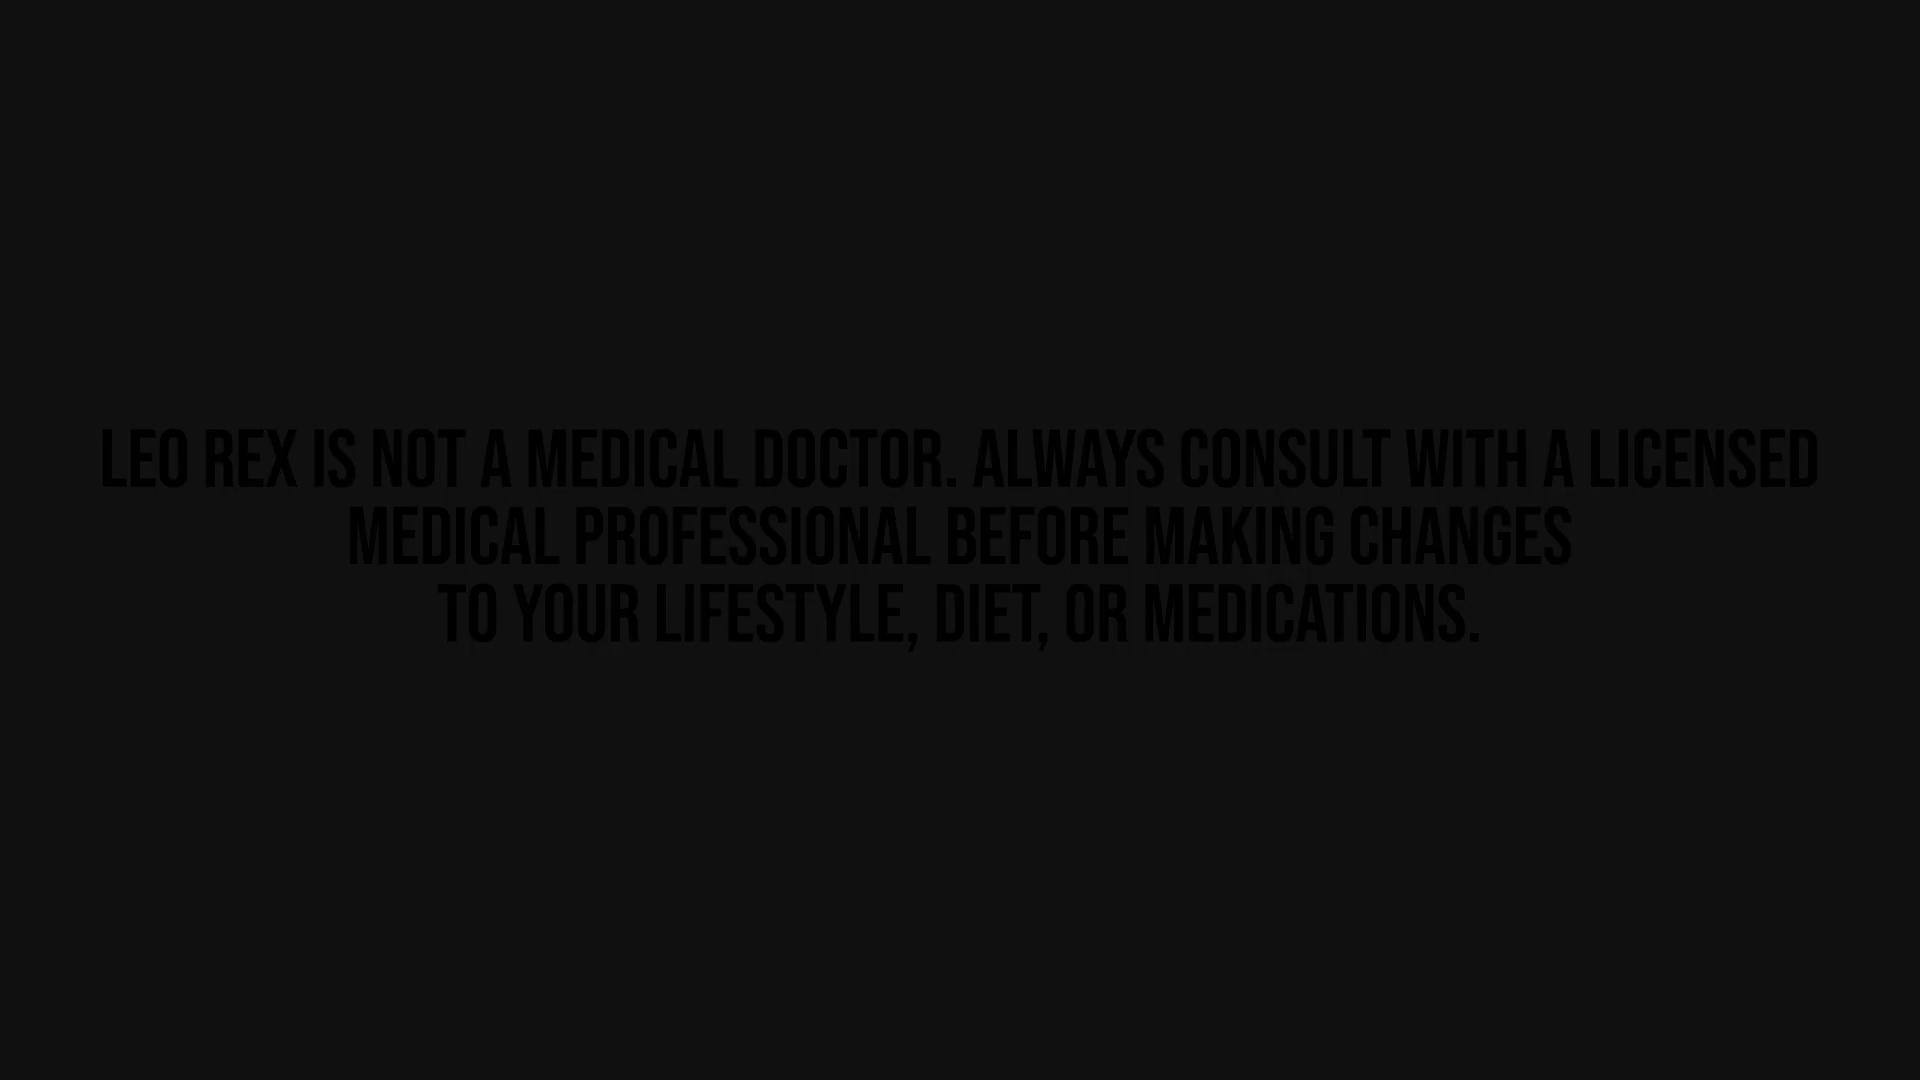 LEO REX IS NOT A MEDICAL DOCTOR. ALWAYS CONSULT WITH A LICENSED
MEDICAL PROFESSIONAL BEFORE MAKING CHANGES
TO YOUR LIFESTYLE, DIET, OR MEDICATIONS.